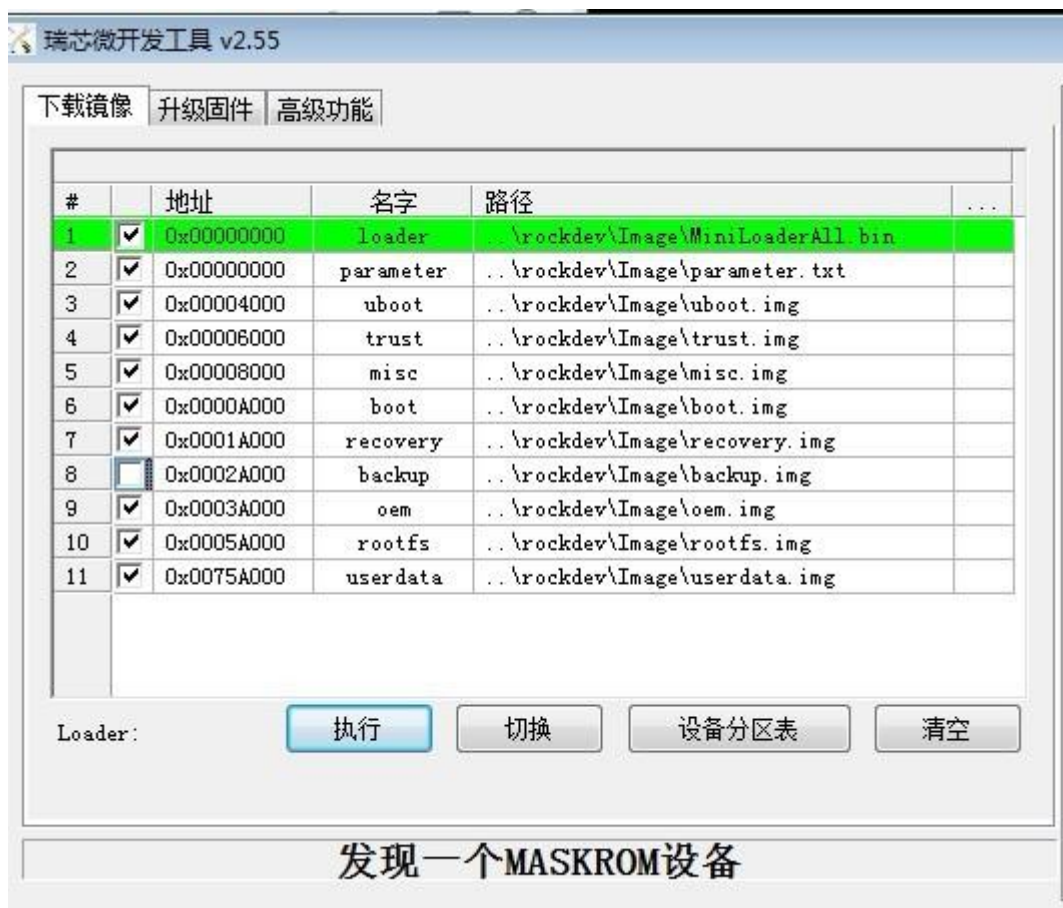 瑞芯微开发工具 v2.55
下载镜像 升级固件 高级功能
# 地址 名字 路径 ...
1 0x00000000 loader ..\rockdev\Image\MiniLoaderAll.bin
2 0x00000000 parameter ..\rockdev\Image\parameter.txt
3 0x00004000 uboot ..\rockdev\Image\uboot.img
4 0x00006000 trust ..\rockdev\Image\trust.img
5 0x00008000 misc ..\rockdev\Image\misc.img
6 0x0000A000 boot ..\rockdev\Image\boot.img
7 0x0001A000 recovery ..\rockdev\Image\recovery.img
8 0x0002A000 backup ..\rockdev\Image\backup.img
9 0x0003A000 oem ..\rockdev\Image\oem.img
10 0x0005A000 rootfs ..\rockdev\Image\rootfs.img
11 0x0075A000 userdata ..\rockdev\Image\userdata.img
Loader: 执行 切换 设备分区表 清空
发现一个MASKROM设备